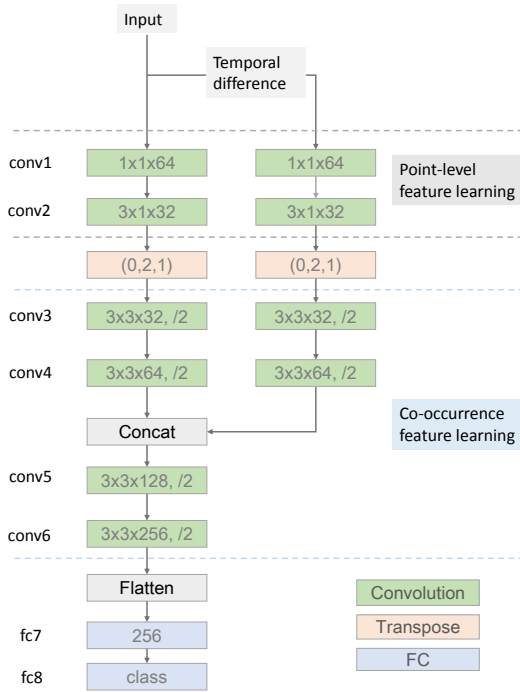 Input
Temporal
difference
conv1 1x1x64 1x1x64
Point-level
feature learning
conv2 3x1x32 3x1x32
(0,2,1) (0,2,1)
conv3 3x3x32, /2 3x3x32, /2
conv4 3x3x64, /2 3x3x64, /2
Concat
Co-occurrence
feature learning
conv5 3x3x128, /2
conv6 3x3x256, /2
Flatten
Convolution
fc7 256
Transpose
fc8 class
FC